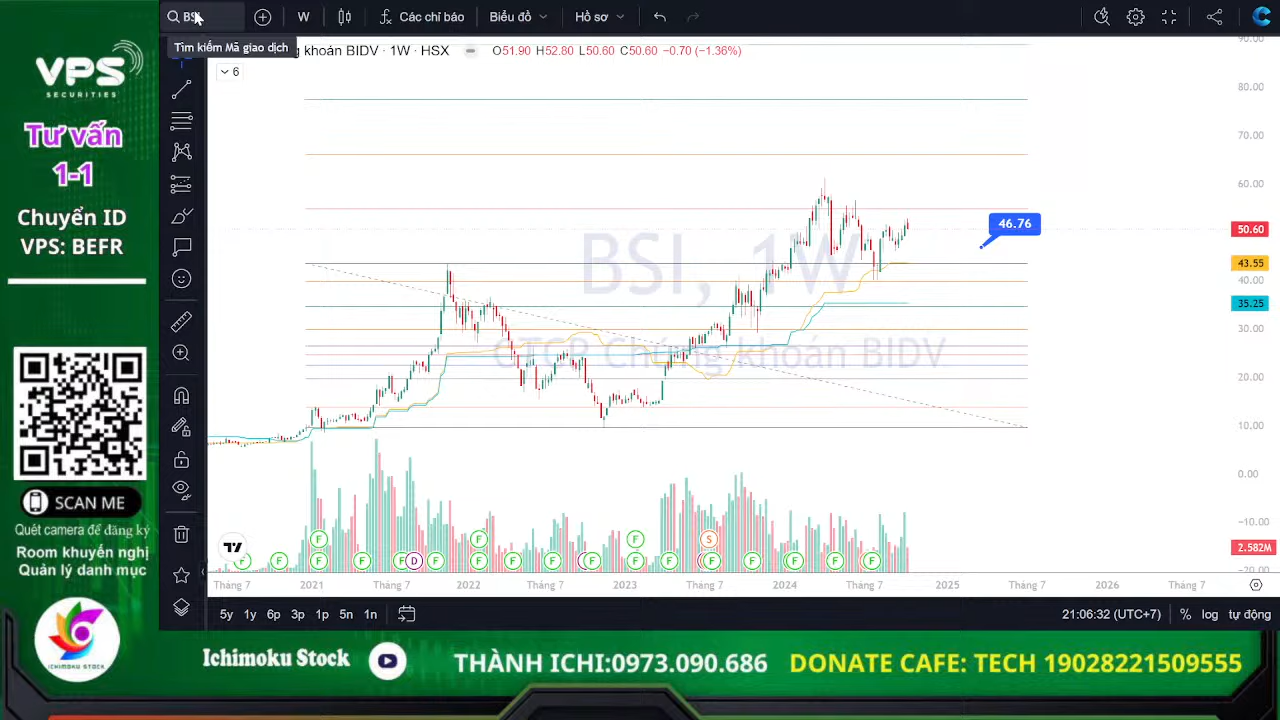 BSI
W
Các chỉ báo
Biểu đồ
Hồ sơ
Tìm kiếm Mã giao dịch
khoán BIDV · 1W · HSX
O51.90 H52.80 L50.60 C50.60 −0.70 (−1.36%)
6
VPS
SECURITIES
Tư vấn
1-1
Chuyển ID
VPS: BEFR
SCAN ME
Quét camera để đăng ký
Room khuyến nghị
Quản lý danh mục
ICHIMOKU STOCK
BSI, 1W
CTCP Chứng khoán BIDV
46.76
90.00
80.00
70.00
60.00
50.60
43.55
40.00
35.25
30.00
20.00
10.00
0.00
−10.00
2.582M
−20.00
F F F F S
F F F F D F F F F F F F F F F F
Tháng 7 2021 Tháng 7 2022 Tháng 7 2023 Tháng 7 2024 Tháng 7 2025 Tháng 7 2026 Tháng 7
5y 1y 6p 3p 1p 5n 1n
21:06:32 (UTC+7) % log tự động
Ichimoku Stock
THÀNH ICHI:0973.090.686
DONATE CAFE: TECH 19028221509555